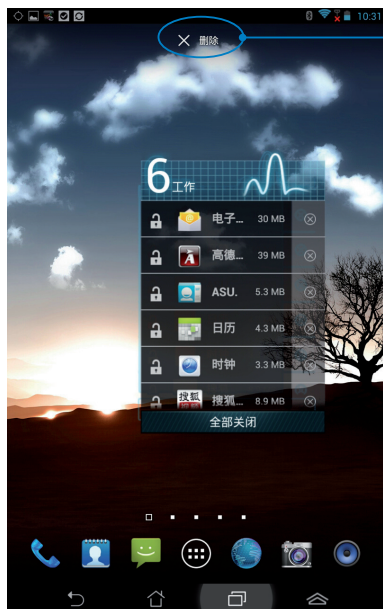 10:31
删除
6工作
电子... 30 MB
高德... 39 MB
ASU. 5.3 MB
日历 4.3 MB
时钟 3.3 MB
搜狐 搜狐... 8.9 MB
全部关闭